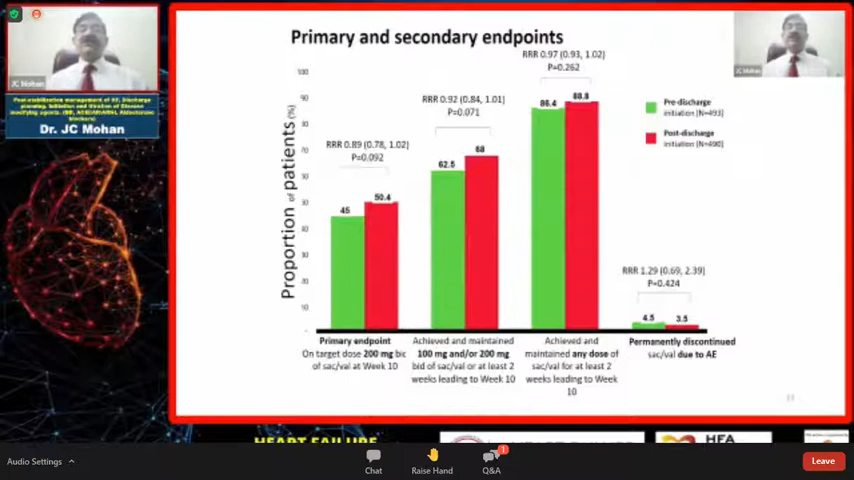 JC Mohan
Post-stabilization management of HF, Discharge
planning, Initiation and titration of Disease
modifying agents. (BB, ACEI/ARNI, Aldosterone
blockers)
Dr. JC Mohan
Primary and secondary endpoints
JC Mohan
Proportion of patients (%)
100
90
80
70
60
50
40
30
20
10
RRR 0.89 (0.78, 1.02)
P=0.092
45
50.4
RRR 0.92 (0.84, 1.01)
P=0.071
62.5
68
RRR 0.97 (0.93, 1.02)
P=0.262
86.4
88.8
RRR 1.29 (0.69, 2.39)
P=0.424
4.5
3.5
Pre-discharge
initiation (N=493)
Post-discharge
initiation (N=490)
Primary endpoint
On target dose 200 mg bic
of sac/val at Week 10
Achieved and maintained
100 mg and/or 200 mg
bid of sac/val or at least 2
weeks leading to Week 10
Achieved and
maintained any dose of
sac/val for at least 2
weeks leading to Week
10
Permanently discontinued
sac/val due to AE
HEART FAILURE
HFA
Audio Settings
Chat
Raise Hand
Q&A
1
Leave